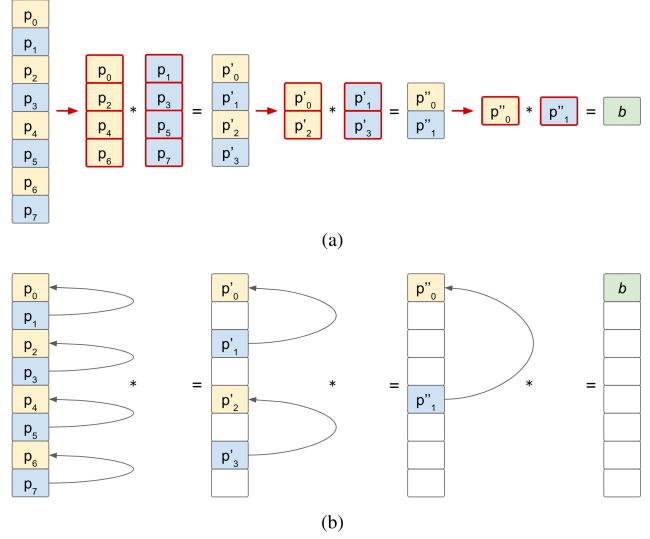 p₀
p₁
p₂ p₀ p₁ p'₀
p₃ p₂ * p₃ = p'₁ p'₀ * p'₁ = p''₀ p''₀ * p''₁ = b
p₄ p₄ p₅ p'₂ p'₂ p'₃ p''₁
p₅ p₆ p₇ p'₃
p₆
p₇
(a)
p₀ p'₀ p''₀ b
p₁
p₂ p'₁
p₃ * = * = * =
p₄ p'₂ p''₁
p₅
p₆ p'₃
p₇
(b)